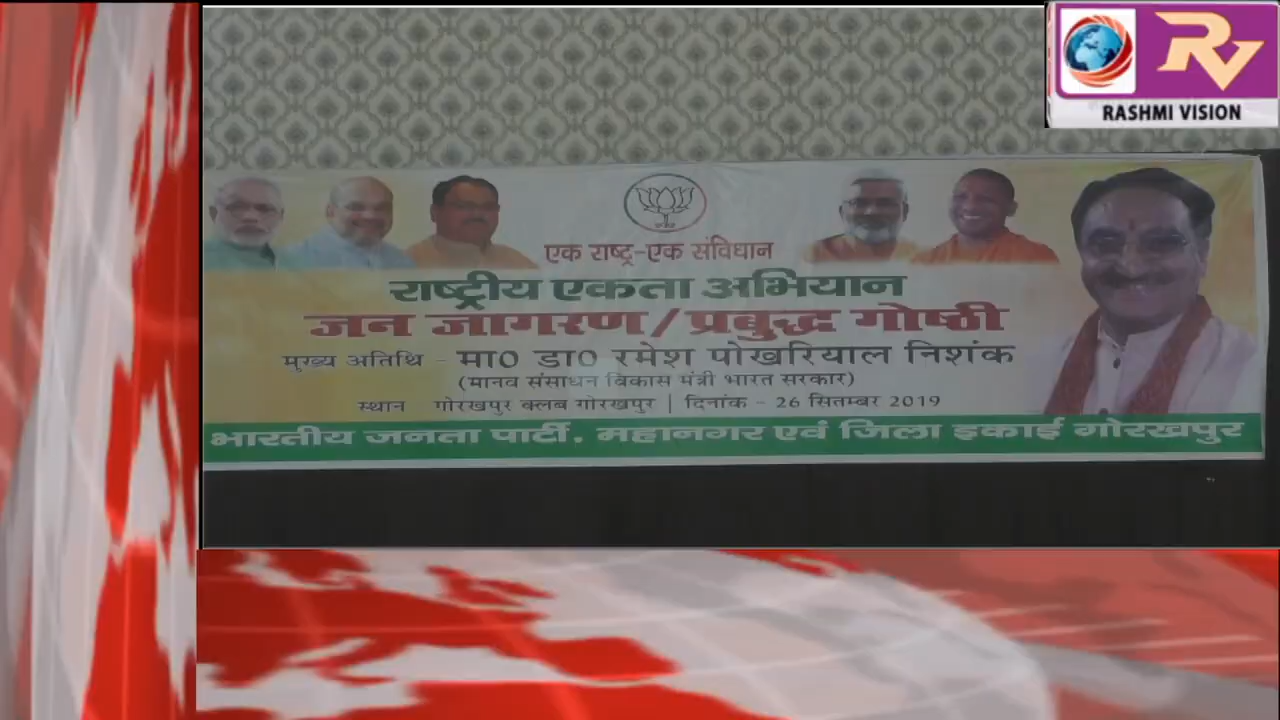 RV
RASHMI VISION
एक राष्ट्र-एक संविधान
राष्ट्रीय एकता अभियान
जन जागरण/प्रबुद्ध गोष्ठी
मुख्य अतिथि - मा0 डा0 रमेश पोखरियाल निशंक
(मानव संसाधन विकास मंत्री भारत सरकार)
स्थान गोरखपुर क्लब गोरखपुर | दिनांक - 26 सितम्बर 2019
भारतीय जनता पार्टी. महानगर एवं जिला इकाई गोरखपुर